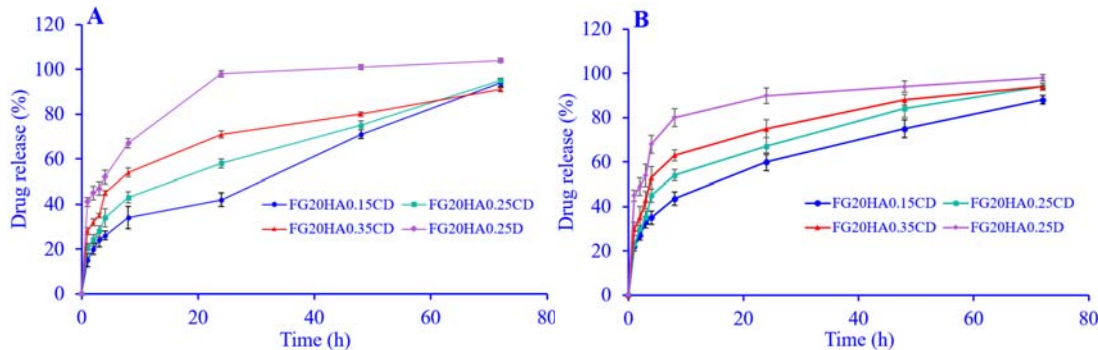 A
120
100
80
60
40
20
0
Drug release (%)
FG20HA0.15CD FG20HA0.25CD
FG20HA0.35CD FG20HA0.25D
0 20 40 60 80
Time (h)
B
120
100
80
60
40
20
0
Drug release (%)
FG20HA0.15CD FG20HA0.25CD
FG20HA0.35CD FG20HA0.25D
0 20 40 60 80
Time (h)